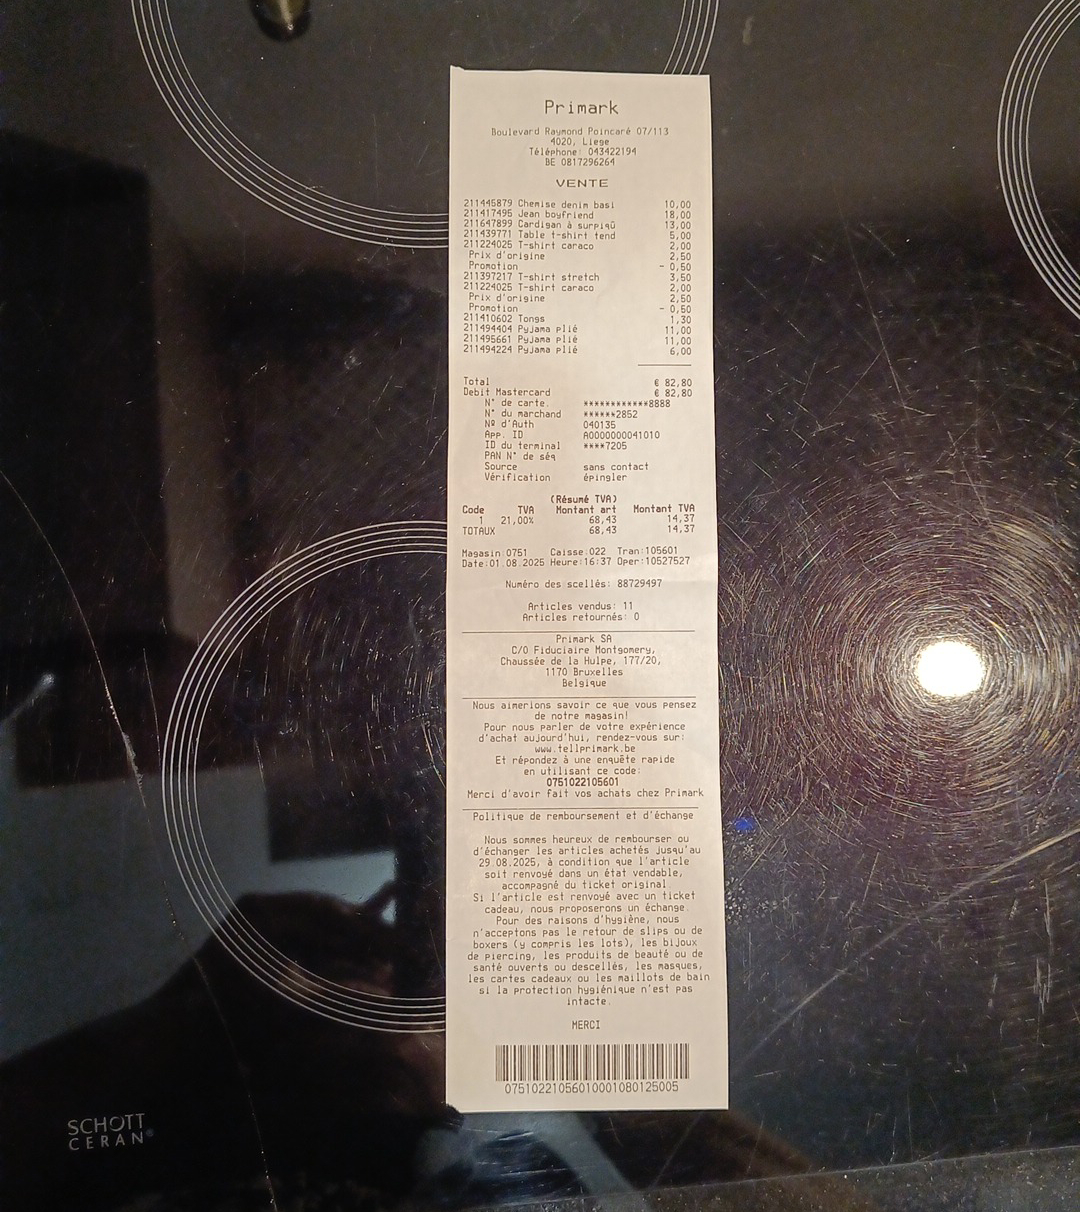 Primark
Boulevard Raymond Poincaré 07/113
4020, Liege
Téléphone: 043422194
BE 0817296264
VENTE
211445879 Chemise denim basi 10,00
211417495 Jean boyfriend 18,00
211647899 Cardigan à surpiqû 13,00
211439771 Table t-shirt tend 5,00
211224025 T-shirt caraco 2,00
Prix d'origine 2,50
Promotion - 0,50
211397217 T-shirt stretch 3,50
211224025 T-shirt caraco 2,00
Prix d'origine 2,50
Promotion - 0,50
211410602 Tongs 1,30
211494404 Pyjama plié 11,00
211495661 Pyjama plié 11,00
211494224 Pyjama plié 6,00
Total € 82,80
Debit Mastercard € 82,80
N° de carte. ************8888
N° du marchand ******2852
Nº d'Auth 040135
App. ID A0000000041010
ID du terminal ****7205
PAN N° de séq
Source sans contact
Vérification épingler
(Résumé TVA)
Code TVA Montant art Montant TVA
1 21,00% 68,43 14,37
TOTAUX 68,43 14,37
Magasin:0751 Caisse:022 Tran:105601
Date:01.08.2025 Heure:16:37 Oper:10527527
Numéro des scellés: 88729497
Articles vendus: 11
Articles retournés: 0
Primark SA
C/O Fiduciaire Montgomery,
Chaussée de la Hulpe, 177/20,
1170 Bruxelles
Belgique
Nous aimerions savoir ce que vous pensez
de notre magasin!
Pour nous parler de votre expérience
d'achat aujourd'hui, rendez-vous sur:
www.tellprimark.be
Et répondez à une enquête rapide
en utilisant ce code:
0751022105601
Merci d'avoir fait vos achats chez Primark
Politique de remboursement et d'échange
Nous sommes heureux de rembourser ou
d'échanger les articles achetés jusqu'au
29.08.2025, à condition que l'article
soit renvoyé dans un état vendable,
accompagné du ticket original.
Si l'article est renvoyé avec un ticket
cadeau, nous proposerons un échange.
Pour des raisons d'hygiène, nous
n'acceptons pas le retour de slips ou de
boxers (y compris les lots), les bijoux
de piercing, les produits de beauté ou de
santé ouverts ou descellés, les masques,
les cartes cadeaux ou les maillots de bain
si la protection hygiénique n'est pas
intacte.
MERCI
07510221056010001080125005
SCHOTT
CERAN®